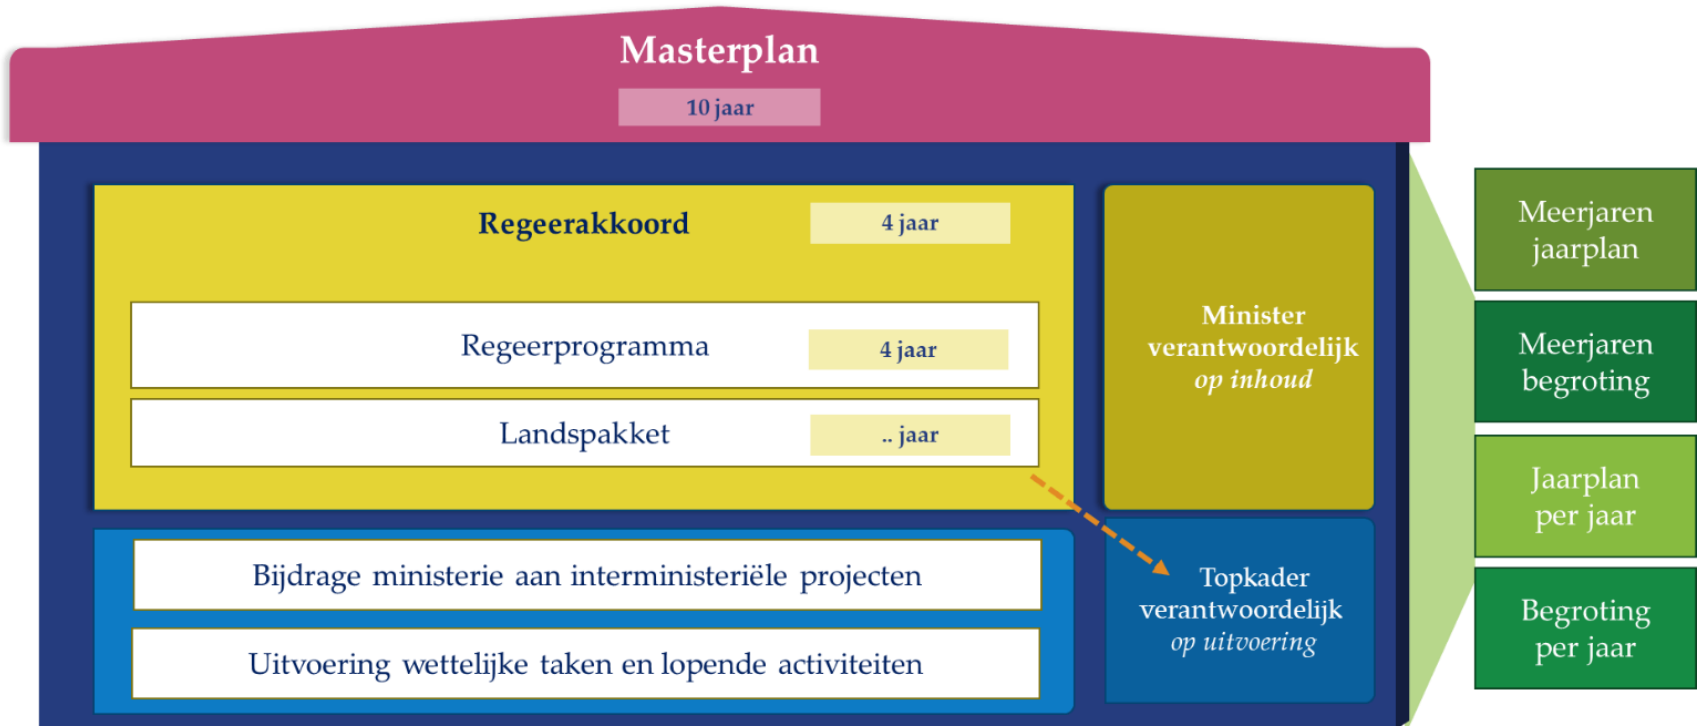 Masterplan
10 jaar
Regeerakkoord
4 jaar
Regeerprogramma
4 jaar
Landspakket
.. jaar
Minister
verantwoordelijk
op inhoud
Bijdrage ministerie aan interministeriële projecten
Uitvoering wettelijke taken en lopende activiteiten
Topkader
verantwoordelijk
op uitvoering
Meerjaren
jaarplan
Meerjaren
begroting
Jaarplan
per jaar
Begroting
per jaar